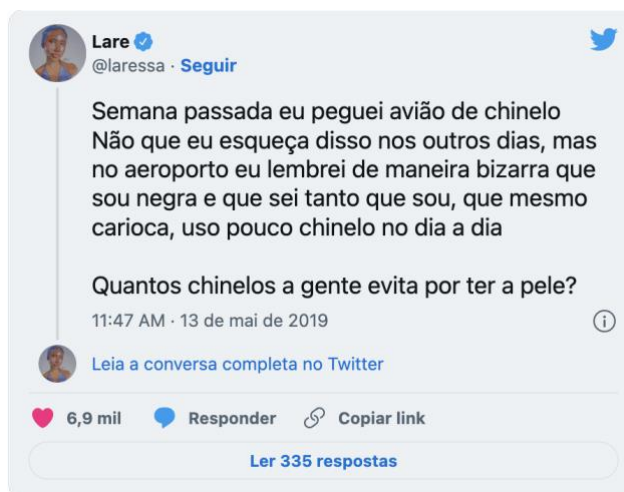 Lare
@laressa · Seguir
Semana passada eu peguei avião de chinelo
Não que eu esqueça disso nos outros dias, mas
no aeroporto eu lembrei de maneira bizarra que
sou negra e que sei tanto que sou, que mesmo
carioca, uso pouco chinelo no dia a dia
Quantos chinelos a gente evita por ter a pele?
11:47 AM · 13 de mai de 2019
Leia a conversa completa no Twitter
6,9 mil Responder Copiar link
Ler 335 respostas